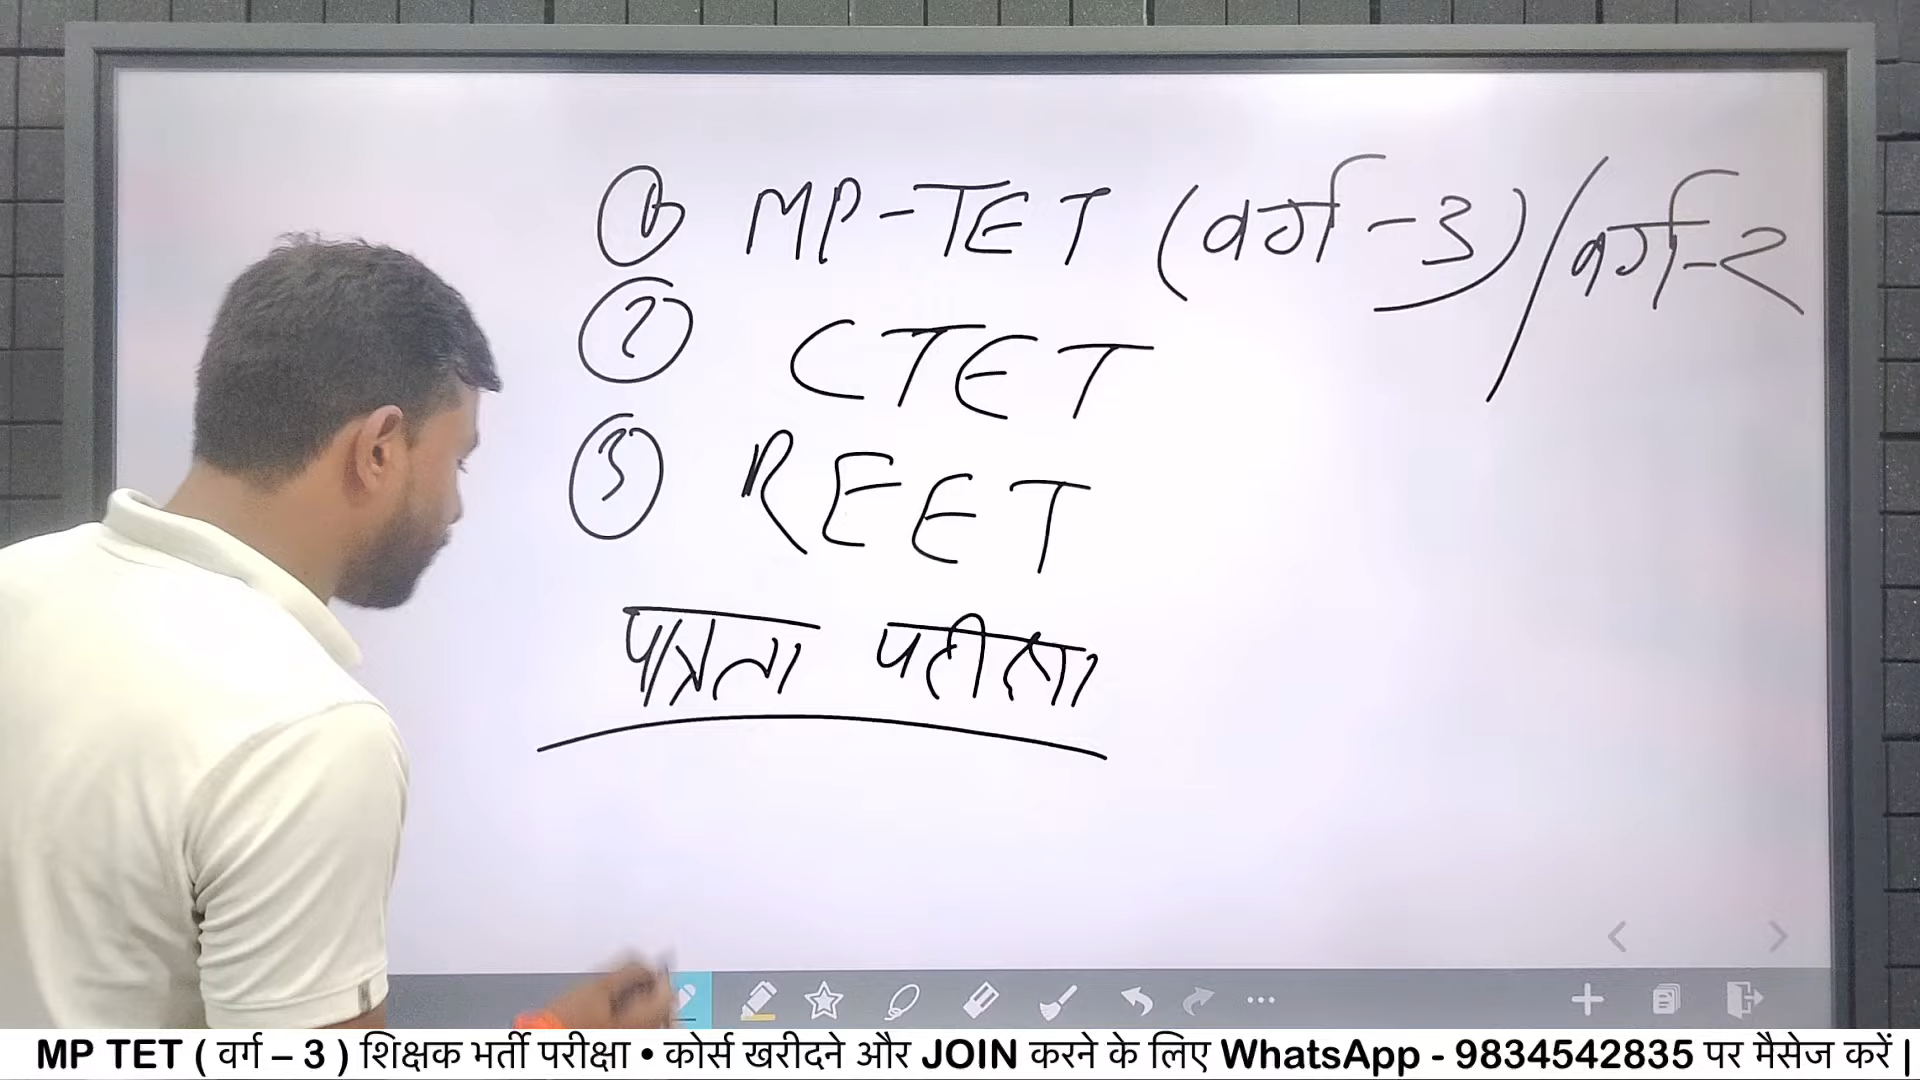 ① MP-TET (वर्ग-3)/वर्ग-2
② CTET
③ REET
पात्रता परीक्षा
MP TET ( वर्ग – 3 ) शिक्षक भर्ती परीक्षा • कोर्स खरीदने और JOIN करने के लिए WhatsApp - 9834542835 पर मैसेज करें |